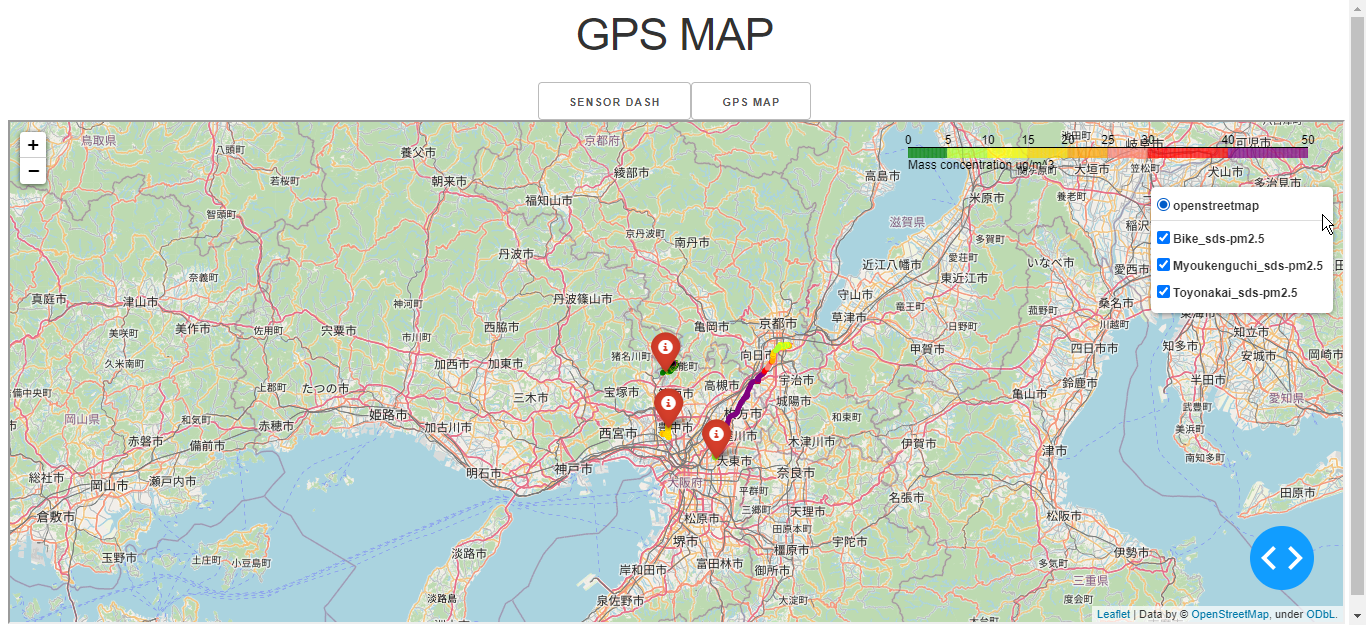 GPS MAP
SENSOR DASH
GPS MAP
+
−
0 5 10 15 20 25 30 40 50
Mass concentration ug/m^3
openstreetmap
Bike_sds-pm2.5
Myoukenguchi_sds-pm2.5
Toyonakai_sds-pm2.5
鳥取県
八頭町
若桜町
智頭町
養父市
朝来市
京都府
綾部市
福知山市
京丹波町
南丹市
高島市
滋賀県
米原市
養老町
大垣市
笠松町
犬山市
可児市
多治見市
岐阜市
池田町
丹波市
丹波篠山市
近江八幡市
多賀町
愛荘町
東近江市
いなべ市
愛西市
桑名市
川越町
東海市
真庭市
津山市
奈義町
美咲町
美作市
佐用町
宍粟市
神河町
市川町
西脇市
亀岡市
京都市
守山市
草津市
竜王町
日野町
菰野町
四日市市
知立市
知多市
安城市
岡崎市
久米南町
上郡町
たつの市
加西市
加東市
猪名川町
向日市
宇治市
甲賀市
鈴鹿市
半田市
愛知県
岡山県
和気町
赤磐市
備前市
赤穂市
姫路市
三木市
加古川市
宝塚市
高槻市
城陽市
和束町
亀山市
武豊町
美浜町
総社市
岡山市
瀬戸内市
明石市
神戸市
西宮市
豊中市
枚方市
木津川市
伊賀市
津市
南知多町
倉敷市
玉野市
土庄町
小豆島町
淡路市
大東市
大阪府
奈良市
平群町
三郷町
天理市
名張市
田原市
松原市
田原本町
堺市
橿原市
宇陀市
松阪市
岸和田市
富田林市
御所市
多気町
伊勢市
三重県
淡路島
泉佐野市
大淀町
度会町
大台町
Leaflet | Data by © OpenStreetMap, under ODbL.